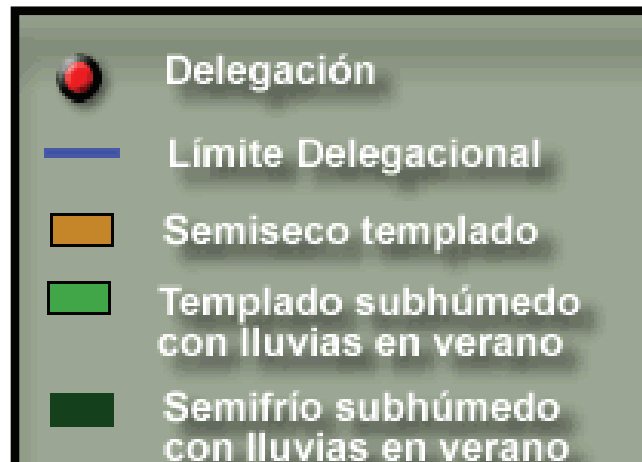 Delegación
Límite Delegacional
Semiseco templado
Templado subhúmedo
con lluvias en verano
Semifrío subhúmedo
con lluvias en verano